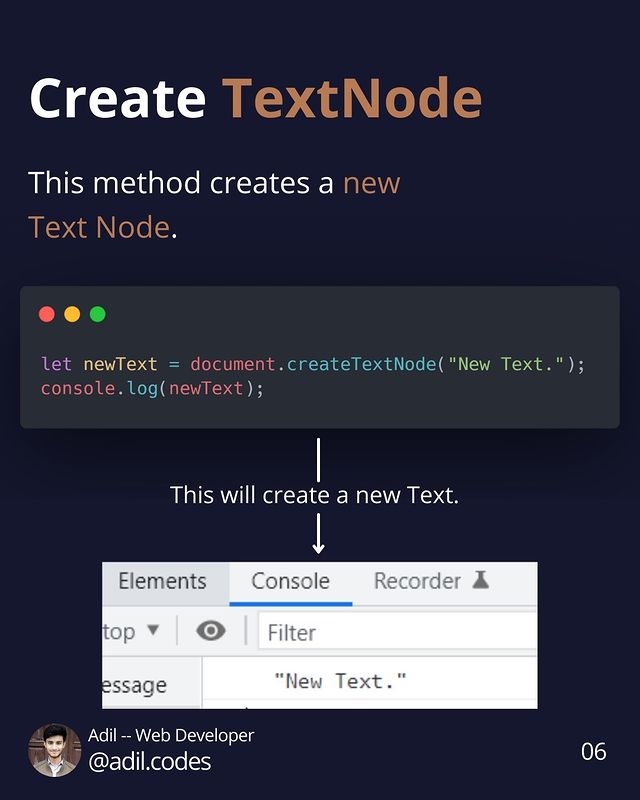 Create TextNode
This method creates a new
Text Node.
let newText = document.createTextNode("New Text.");
console.log(newText);
This will create a new Text.
Elements Console Recorder
top Filter
essage "New Text."
Adil -- Web Developer
@adil.codes
06